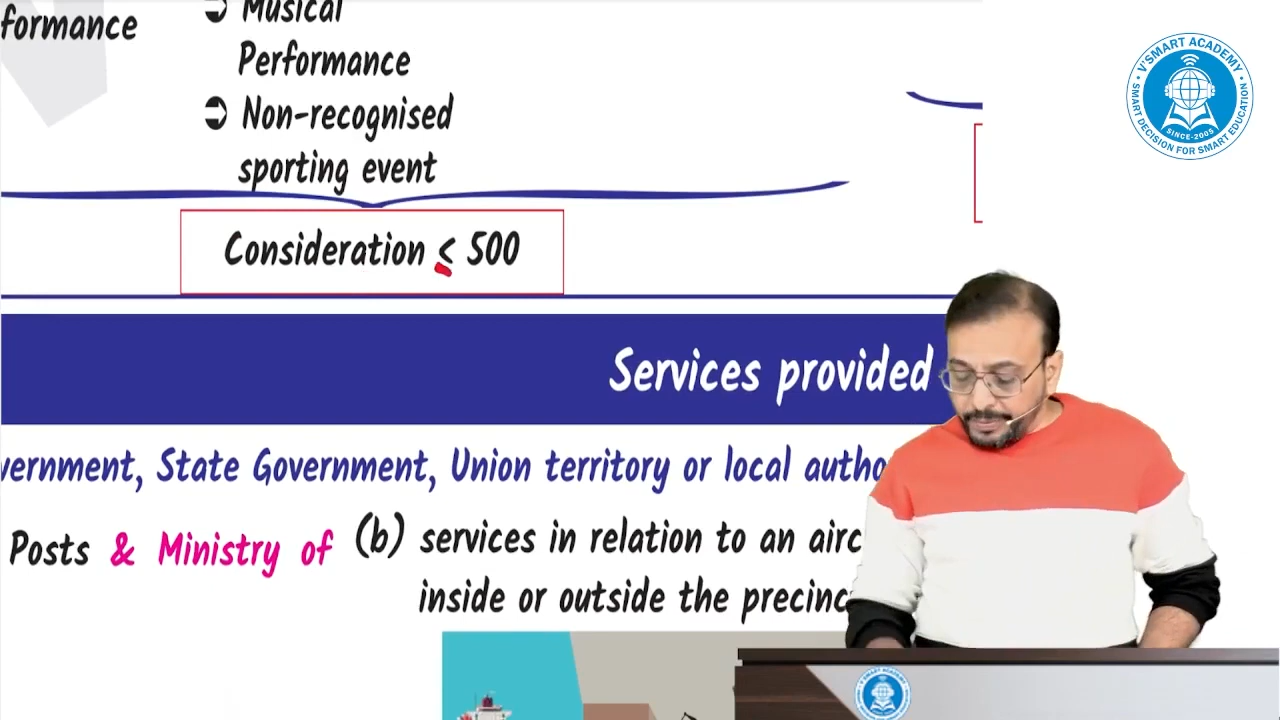 formance
➲ Musical
Performance
➲ Non-recognised
sporting event
Consideration ≤ 500
Services provided
vernment, State Government, Union territory or local autho
Posts & Ministry of
(b) services in relation to an airc
inside or outside the precinc
V'SMART ACADEMY
SINCE-2005
SMART DECISION FOR SMART EDUCATION